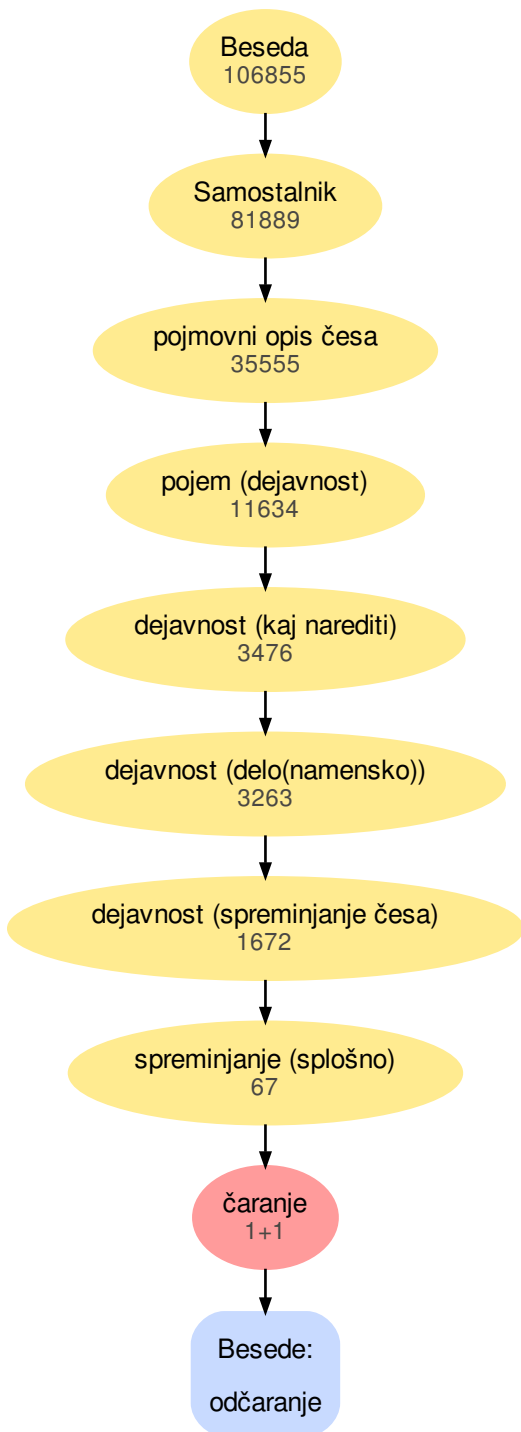 Beseda
106855
Samostalnik
81889
pojmovni opis česa
35555
pojem (dejavnost)
11634
dejavnost (kaj narediti)
3476
dejavnost (delo(namensko))
3263
dejavnost (spreminjanje česa)
1672
spreminjanje (splošno)
67
čaranje
1+1
Besede:
odčaranje